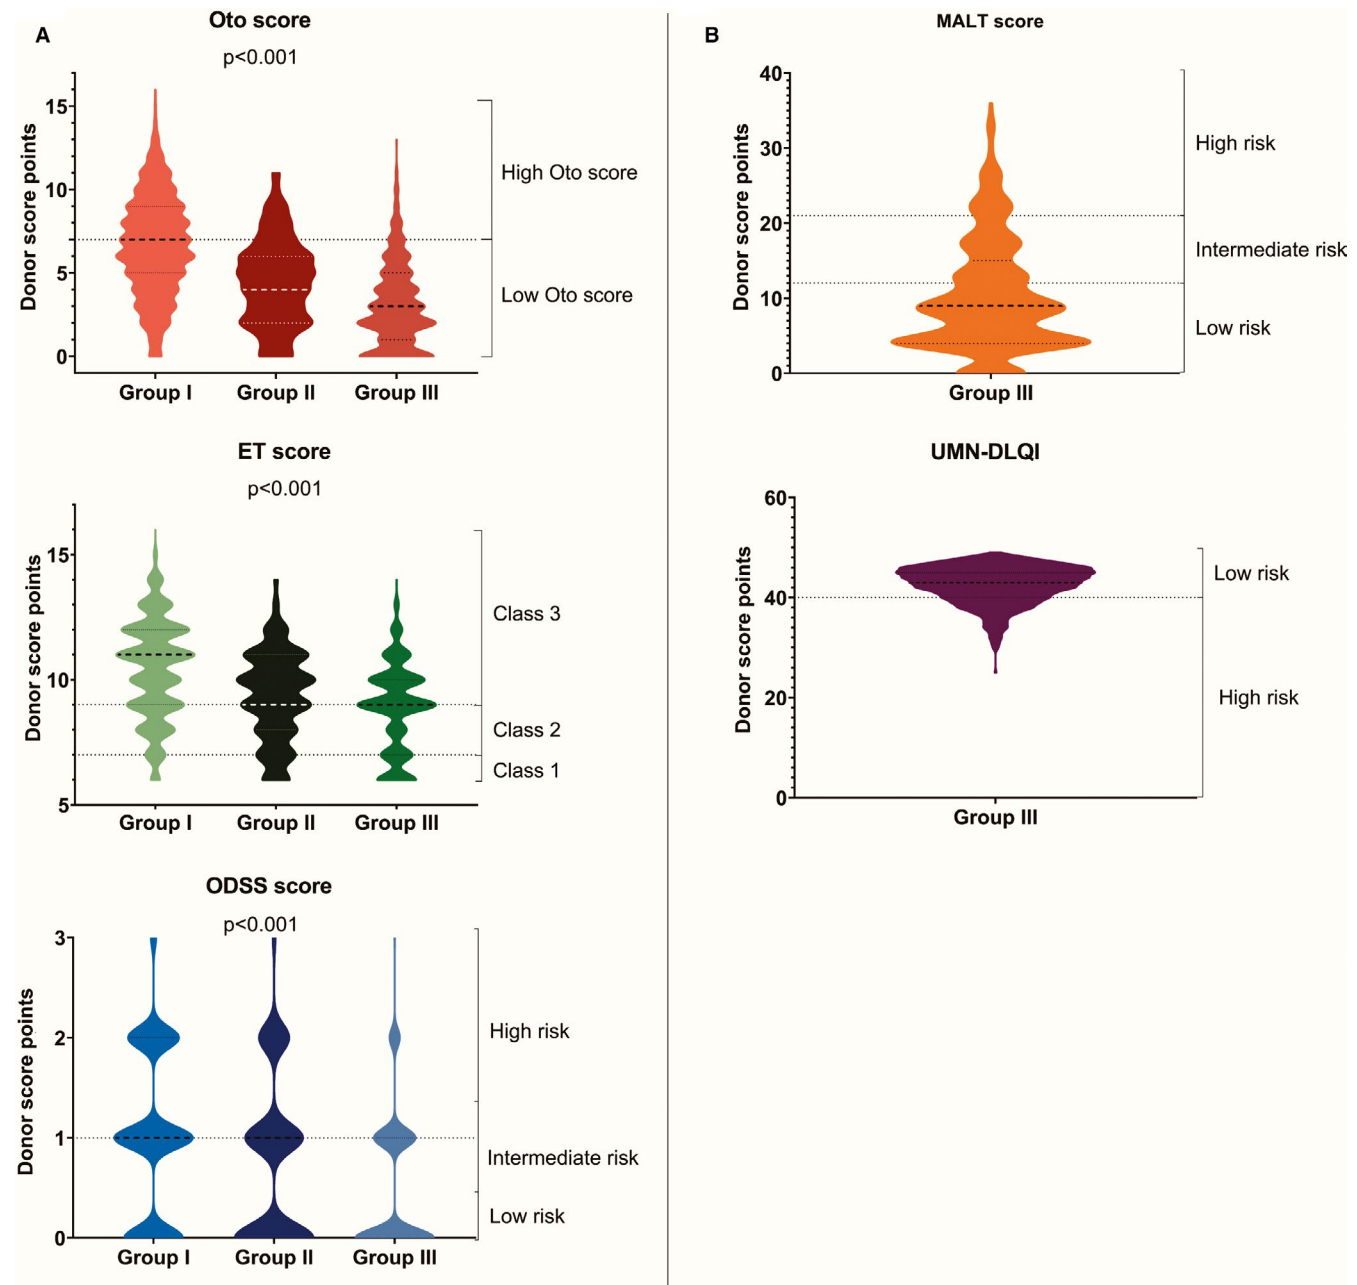 A
Oto score
p<0.001
Donor score points
15
10
5
0
High Oto score
Low Oto score
Group I
Group II
Group III
ET score
p<0.001
Donor score points
15
10
5
Class 3
Class 2
Class 1
Group I
Group II
Group III
ODSS score
p<0.001
Donor score points
3
2
1
0
High risk
Intermediate risk
Low risk
Group I
Group II
Group III
B
MALT score
Donor score points
40
30
20
10
0
High risk
Intermediate risk
Low risk
Group III
UMN-DLQI
Donor score points
60
40
20
0
Low risk
High risk
Group III